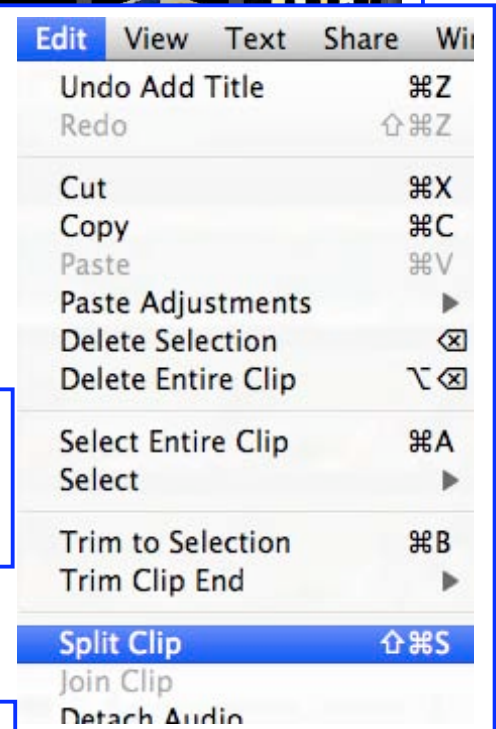 Edit View Text Share Wi
Undo Add Title ⌘Z
Redo ⇧⌘Z
Cut ⌘X
Copy ⌘C
Paste ⌘V
Paste Adjustments ▶
Delete Selection ⌫
Delete Entire Clip ⌥⌫
Select Entire Clip ⌘A
Select ▶
Trim to Selection ⌘B
Trim Clip End ▶
Split Clip ⇧⌘S
Join Clip
Detach Audio